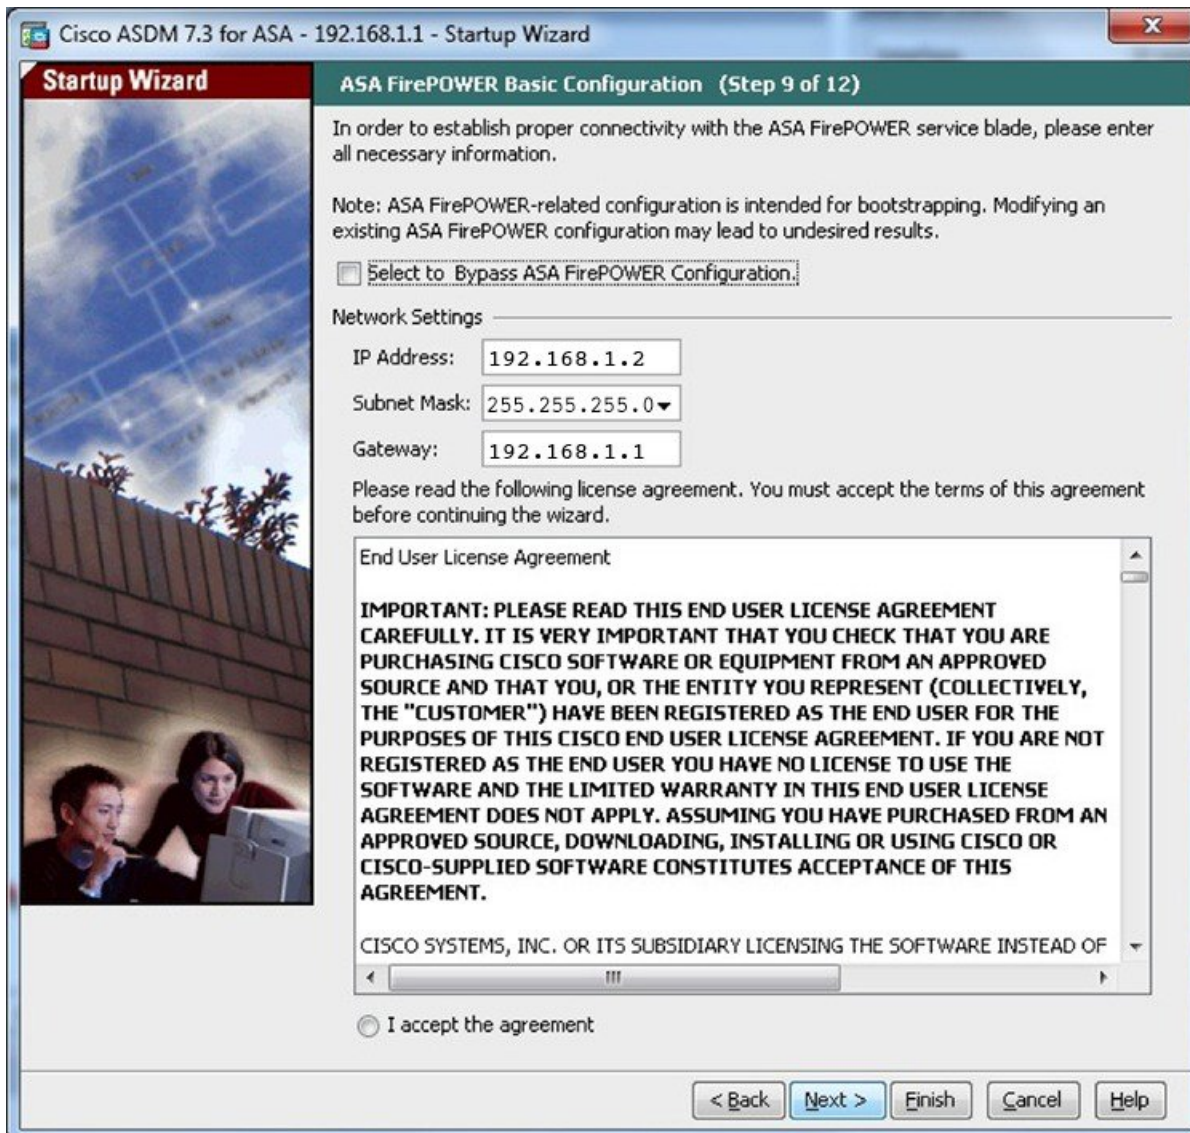 Cisco ASDM 7.3 for ASA - 192.168.1.1 - Startup Wizard
Startup Wizard
ASA FirePOWER Basic Configuration (Step 9 of 12)
In order to establish proper connectivity with the ASA FirePOWER service blade, please enter
all necessary information.
Note: ASA FirePOWER-related configuration is intended for bootstrapping. Modifying an
existing ASA FirePOWER configuration may lead to undesired results.
Select to Bypass ASA FirePOWER Configuration.
Network Settings
IP Address: 192.168.1.2
Subnet Mask: 255.255.255.0
Gateway: 192.168.1.1
Please read the following license agreement. You must accept the terms of this agreement
before continuing the wizard.
End User License Agreement
IMPORTANT: PLEASE READ THIS END USER LICENSE AGREEMENT
CAREFULLY. IT IS VERY IMPORTANT THAT YOU CHECK THAT YOU ARE
PURCHASING CISCO SOFTWARE OR EQUIPMENT FROM AN APPROVED
SOURCE AND THAT YOU, OR THE ENTITY YOU REPRESENT (COLLECTIVELY,
THE "CUSTOMER") HAVE BEEN REGISTERED AS THE END USER FOR THE
PURPOSES OF THIS CISCO END USER LICENSE AGREEMENT. IF YOU ARE NOT
REGISTERED AS THE END USER YOU HAVE NO LICENSE TO USE THE
SOFTWARE AND THE LIMITED WARRANTY IN THIS END USER LICENSE
AGREEMENT DOES NOT APPLY. ASSUMING YOU HAVE PURCHASED FROM AN
APPROVED SOURCE, DOWNLOADING, INSTALLING OR USING CISCO OR
CISCO-SUPPLIED SOFTWARE CONSTITUTES ACCEPTANCE OF THIS
AGREEMENT.
CISCO SYSTEMS, INC. OR ITS SUBSIDIARY LICENSING THE SOFTWARE INSTEAD OF
I accept the agreement
< Back Next > Finish Cancel Help